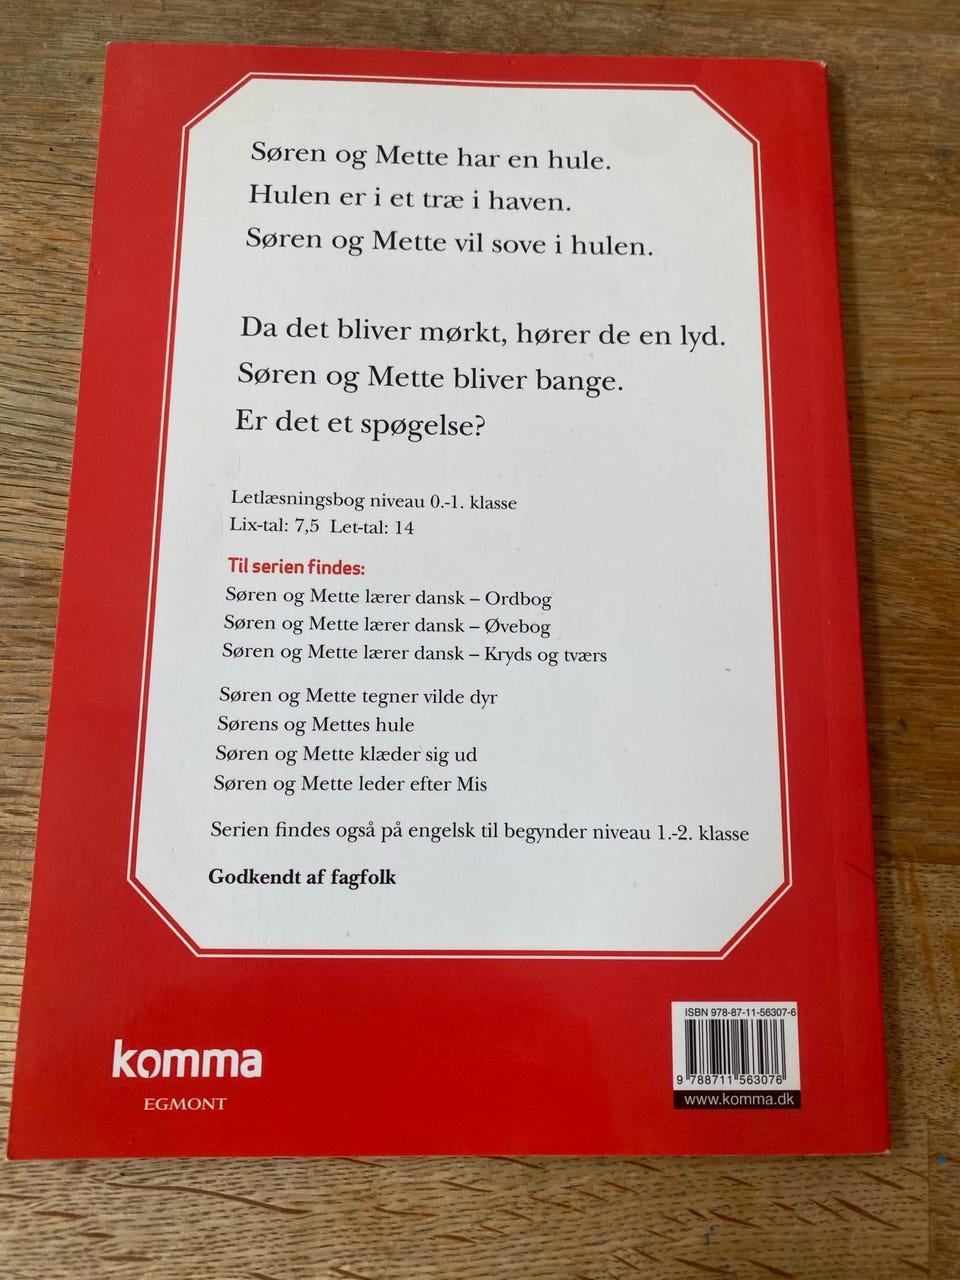 Søren og Mette har en hule.
Hulen er i et træ i haven.
Søren og Mette vil sove i hulen.
Da det bliver mørkt, hører de en lyd.
Søren og Mette bliver bange.
Er det et spøgelse?
Letlæsningsbog niveau 0.-1. klasse
Lix-tal: 7,5 Let-tal: 14
Til serien findes:
Søren og Mette lærer dansk – Ordbog
Søren og Mette lærer dansk – Øvebog
Søren og Mette lærer dansk – Kryds og tværs
Søren og Mette tegner vilde dyr
Sørens og Mettes hule
Søren og Mette klæder sig ud
Søren og Mette leder efter Mis
Serien findes også på engelsk til begynder niveau 1.-2. klasse
Godkendt af fagfolk
komma
EGMONT
ISBN 978-87-11-56307-6
9 788711 563076
www.komma.dk